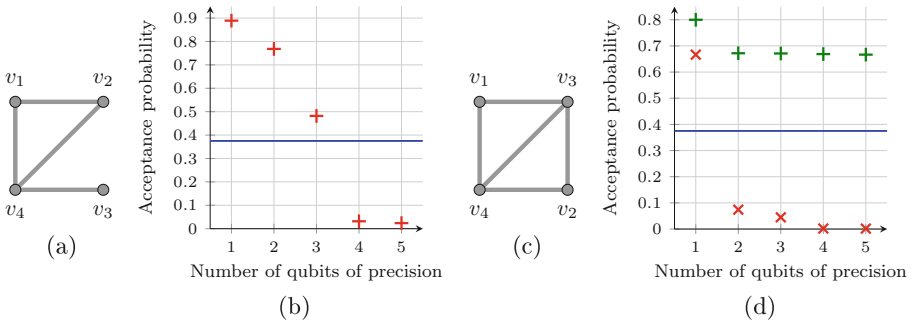 v1
v2
v4
v3
(a)
Acceptance probability
0.9
0.8
0.7
0.6
0.5
0.4
0.3
0.2
0.1
0
1 2 3 4 5
Number of qubits of precision
(b)
v1
v3
v4
v2
(c)
Acceptance probability
0.8
0.7
0.6
0.5
0.4
0.3
0.2
0.1
0
1 2 3 4 5
Number of qubits of precision
(d)